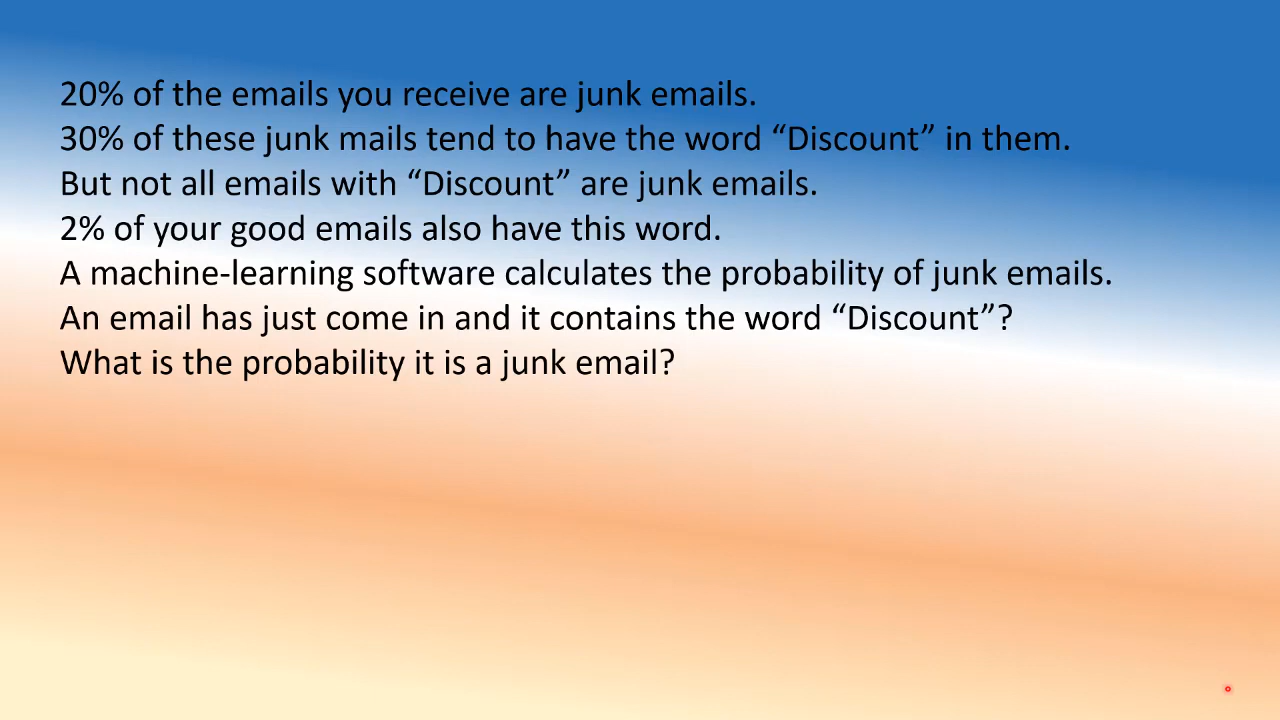 20% of the emails you receive are junk emails.
30% of these junk mails tend to have the word “Discount” in them.
But not all emails with “Discount” are junk emails.
2% of your good emails also have this word.
A machine-learning software calculates the probability of junk emails.
An email has just come in and it contains the word “Discount”?
What is the probability it is a junk email?